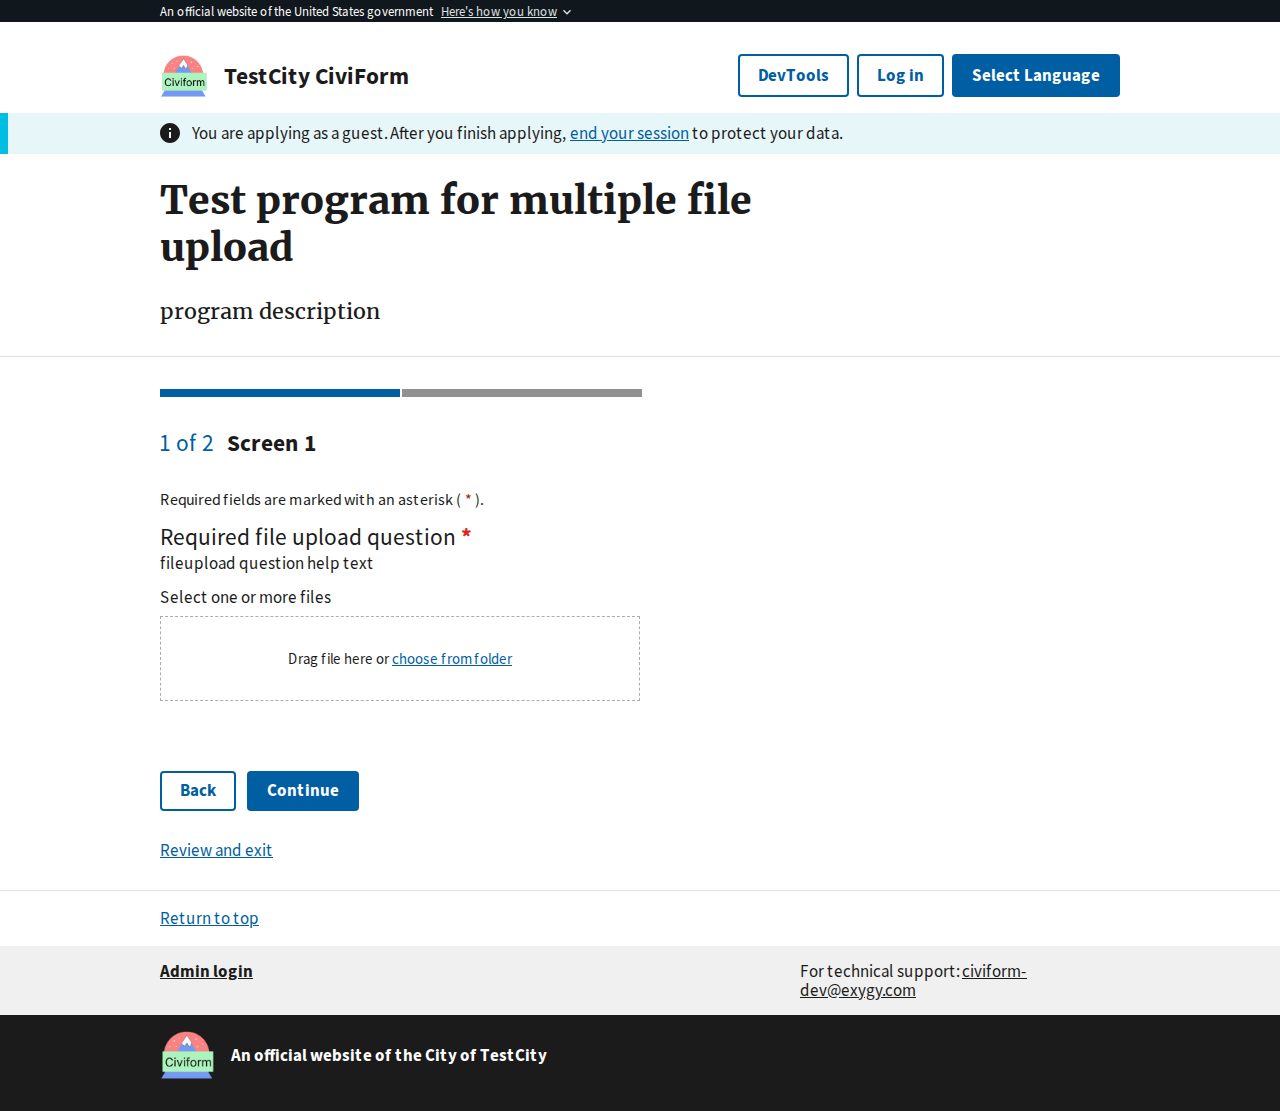 An official website of the United States government Here's how you know
Civiform
TestCity CiviForm
DevTools
Log in
Select Language
You are applying as a guest. After you finish applying, end your session to protect your data.
Test program for multiple file
upload
program description
1 of 2 Screen 1
Required fields are marked with an asterisk ( * ).
Required file upload question *
fileupload question help text
Select one or more files
Drag file here or choose from folder
Back
Continue
Review and exit
Return to top
Admin login
For technical support: civiform-
dev@exygy.com
Civiform
An official website of the City of TestCity